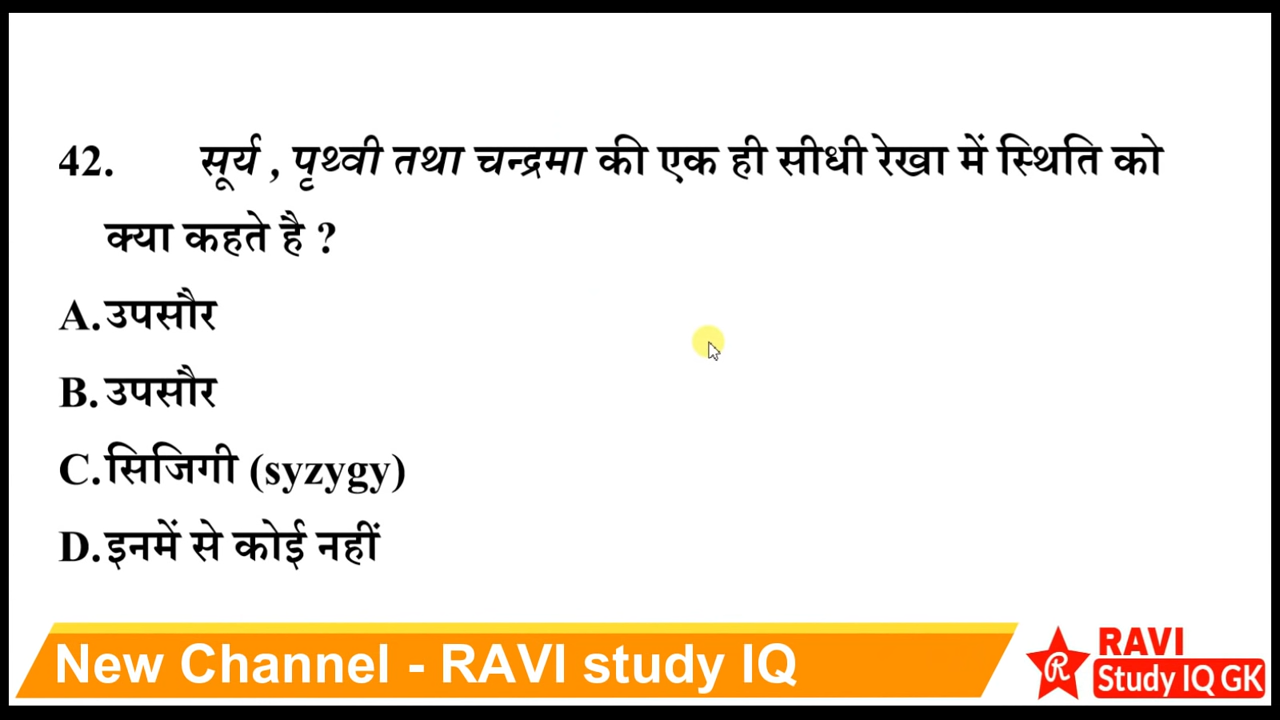 42. सूर्य , पृथ्वी तथा चन्द्रमा की एक ही सीधी रेखा में स्थिति को
क्या कहते है ?
A. उपसौर
B. उपसौर
C. सिजिगी (syzygy)
D. इनमें से कोई नहीं
New Channel - RAVI study IQ
R
RAVI
Study IQ GK